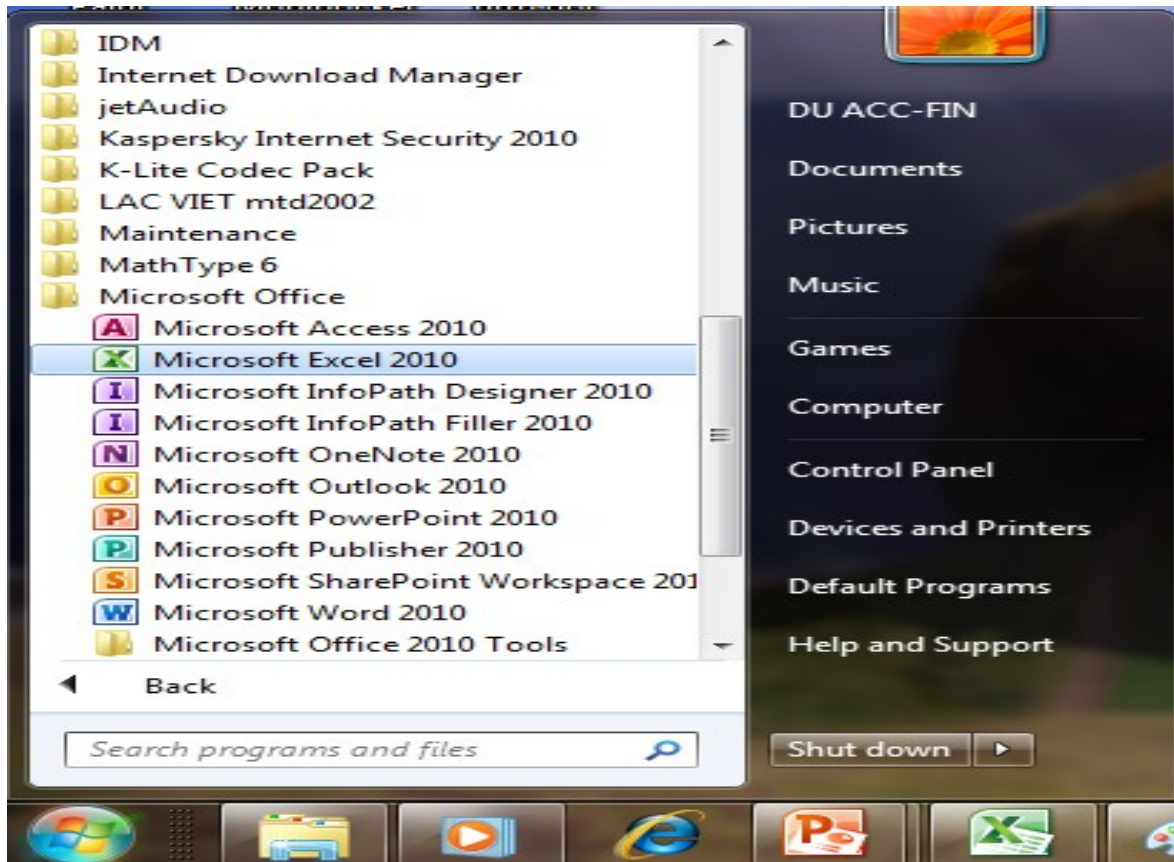 IDM
Internet Download Manager
jetAudio
Kaspersky Internet Security 2010
K-Lite Codec Pack
LAC VIET mtd2002
Maintenance
MathType 6
Microsoft Office
Microsoft Access 2010
Microsoft Excel 2010
Microsoft InfoPath Designer 2010
Microsoft InfoPath Filler 2010
Microsoft OneNote 2010
Microsoft Outlook 2010
Microsoft PowerPoint 2010
Microsoft Publisher 2010
Microsoft SharePoint Workspace 201
Microsoft Word 2010
Microsoft Office 2010 Tools
Back
Search programs and files
DU ACC-FIN
Documents
Pictures
Music
Games
Computer
Control Panel
Devices and Printers
Default Programs
Help and Support
Shut down